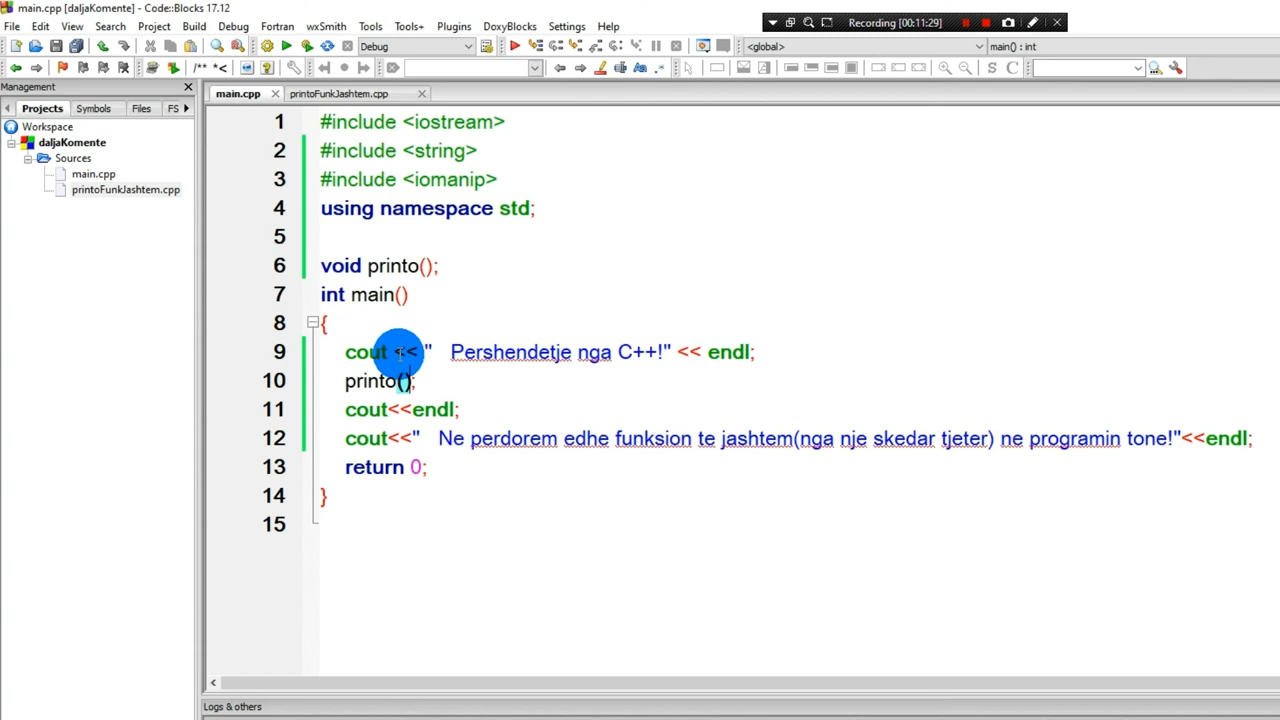 main.cpp [daljaKomente] - Code::Blocks 17.12
File Edit View Search Project Build Debug Fortran wxSmith Tools Tools+ Plugins DoxyBlocks Settings Help
Recording [00:11:29]
Debug
<global>
main() : int
/** *<
S C
Management
Projects Symbols Files FS
main.cpp
printoFunkJashtem.cpp
Workspace
daljaKomente
Sources
main.cpp
printoFunkJashtem.cpp
1 #include <iostream>
2 #include <string>
3 #include <iomanip>
4 using namespace std;
5
6 void printo();
7 int main()
8 {
9 cout << "   Pershendetje nga C++!" << endl;
10 printo();
11 cout<<endl;
12 cout<<"   Ne perdorem edhe funksion te jashtem(nga nje skedar tjeter) ne programin tone!"<<endl;
13 return 0;
14 }
15
Logs & others